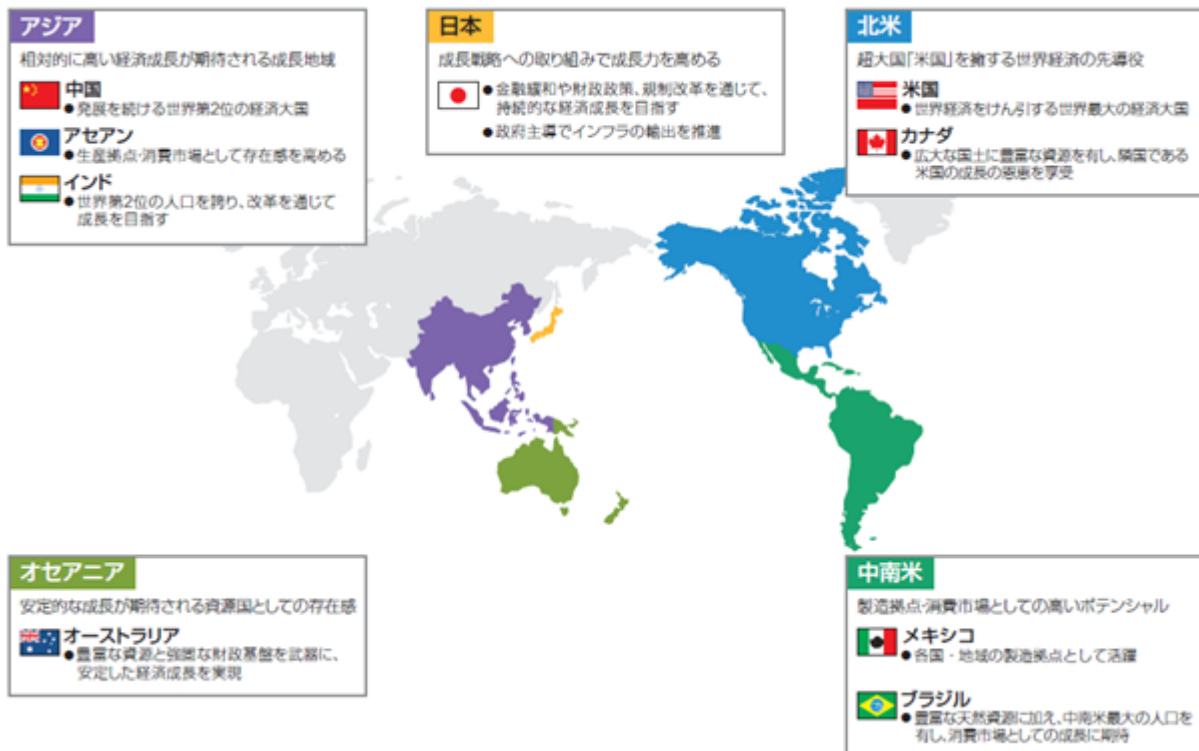 アジア
相対的に高い経済成長が期待される成長地域
中国
●発展を続ける世界第2位の経済大国
アセアン
●生産拠点・消費市場として存在感を高める
インド
●世界第2位の人口を誇り、改革を通じて
成長を目指す
日本
成長戦略への取り組みで成長力を高める
●金融緩和や財政政策、規制改革を通じて、
持続的な経済成長を目指す
●政府主導でインフラの輸出を推進
北米
超大国「米国」を擁する世界経済の先導役
米国
●世界経済をけん引する世界最大の経済大国
カナダ
●広大な国土に豊富な資源を有し、隣国である
米国の成長の恩恵を享受
オセアニア
安定的な成長が期待される資源国としての存在感
オーストラリア
●豊富な資源と強固な財政基盤を武器に、
安定した経済成長を実現
中南米
製造拠点・消費市場としての高いポテンシャル
メキシコ
●各国・地域の製造拠点として活躍
ブラジル
●豊富な天然資源に加え、中南米最大の人口を
有し、消費市場としての成長に期待